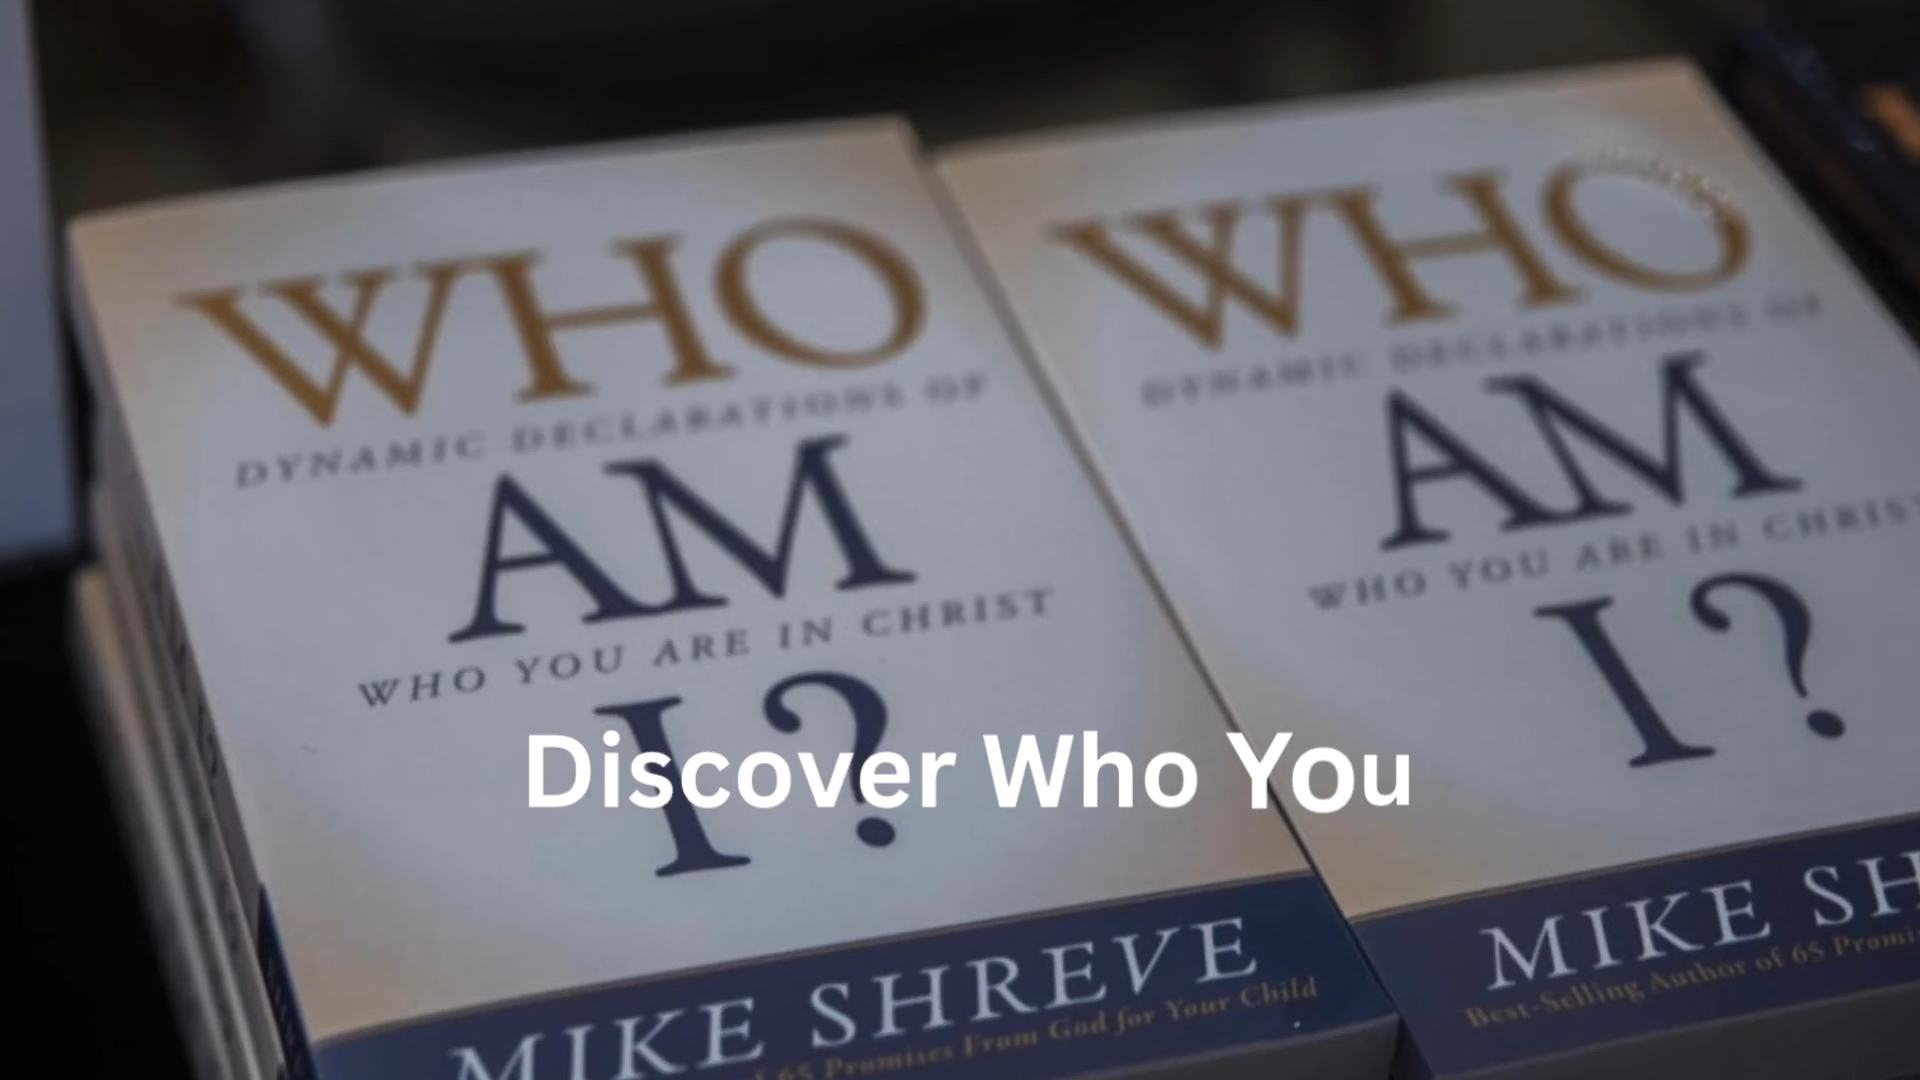 WHO
DYNAMIC DECLARATIONS OF
AM
WHO YOU ARE IN CHRIST
I?
MIKE SHREVE
65 Promises From God for Your Child
WHO
DYNAMIC DECLARATIONS OF
AM
WHO YOU ARE IN CHRIST
I?
MIKE SH
Best-Selling Author of 65 Promis
Discover Who You